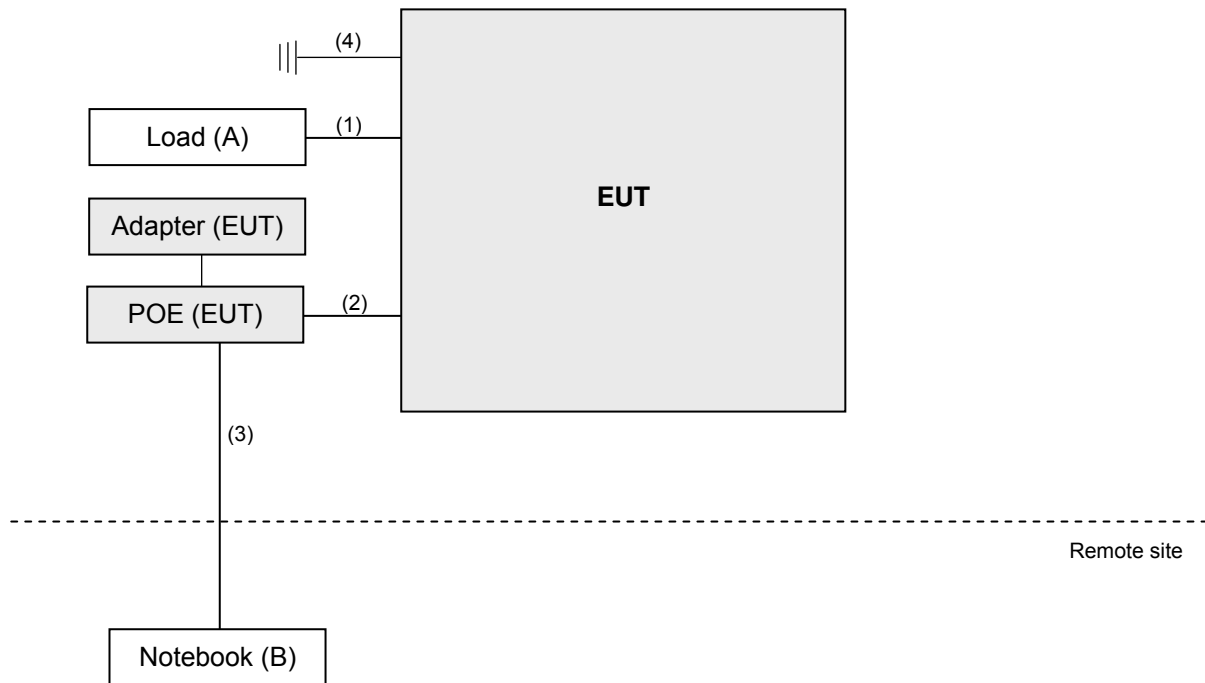 (4)
Load (A)
(1)
EUT
Adapter (EUT)
POE (EUT)
(2)
(3)
Remote site
Notebook (B)